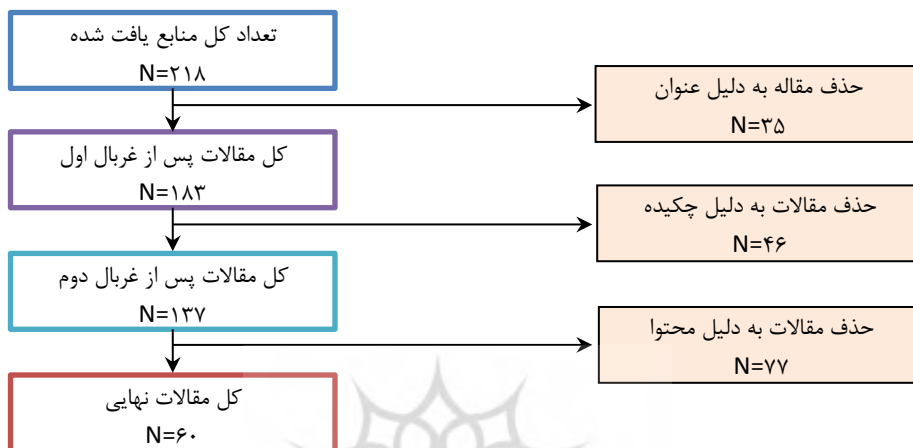 تعداد کل منابع یافت شده
N=۲۱۸
حذف مقاله به دلیل عنوان
N=۳۵
کل مقالات پس از غربال اول
N=۱۸۳
حذف مقالات به دلیل چکیده
N=۴۶
کل مقالات پس از غربال دوم
N=۱۳۷
حذف مقالات به دلیل محتوا
N=۷۷
کل مقالات نهایی
N=۶۰